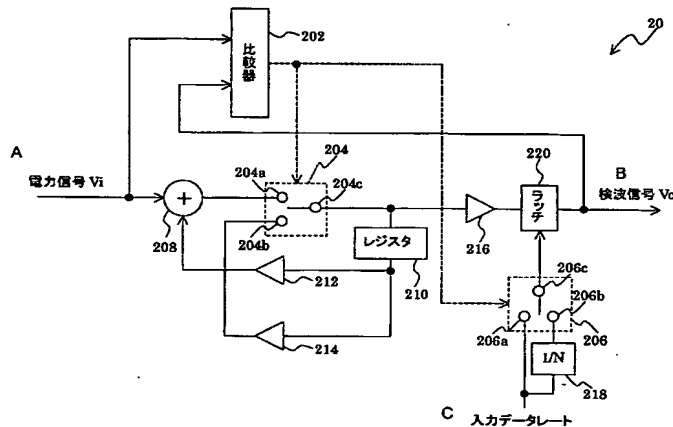 20
202
比較器
A
電力信号 Vi
204
204a
204c
204b
208
+
レジスタ
210
212
214
216
220
ラッチ
B
検波信号 Vo
206c
206b
206a
206
1/N
218
C
入力データレート